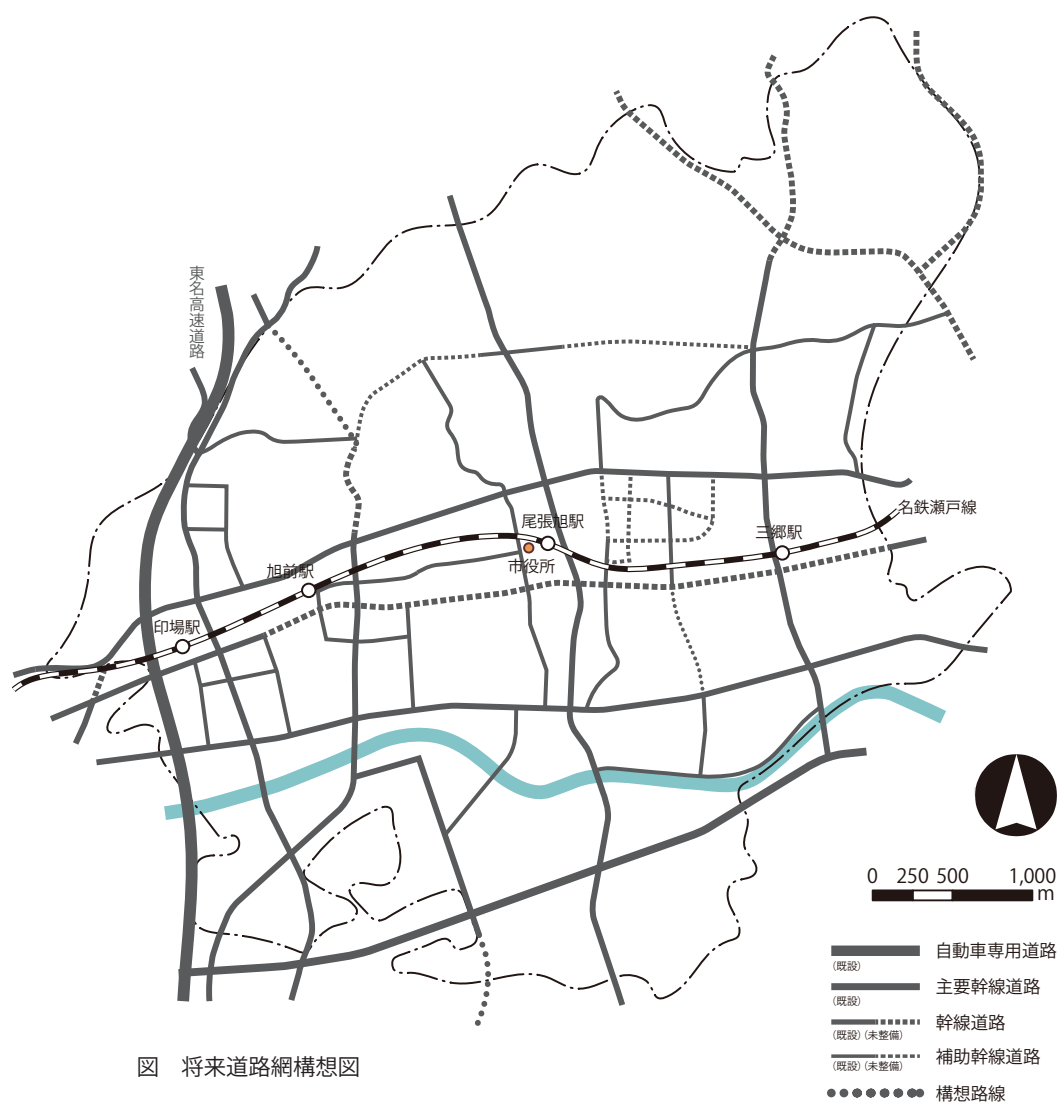 東名高速道路
名鉄瀬戸線
尾張旭駅
三郷駅
市役所
旭前駅
印場駅
0 250 500 1,000
m
自動車専用道路
(既設)
主要幹線道路
(既設)
幹線道路
(既設)(未整備)
補助幹線道路
(既設)(未整備)
構想路線
図 将来道路網構想図